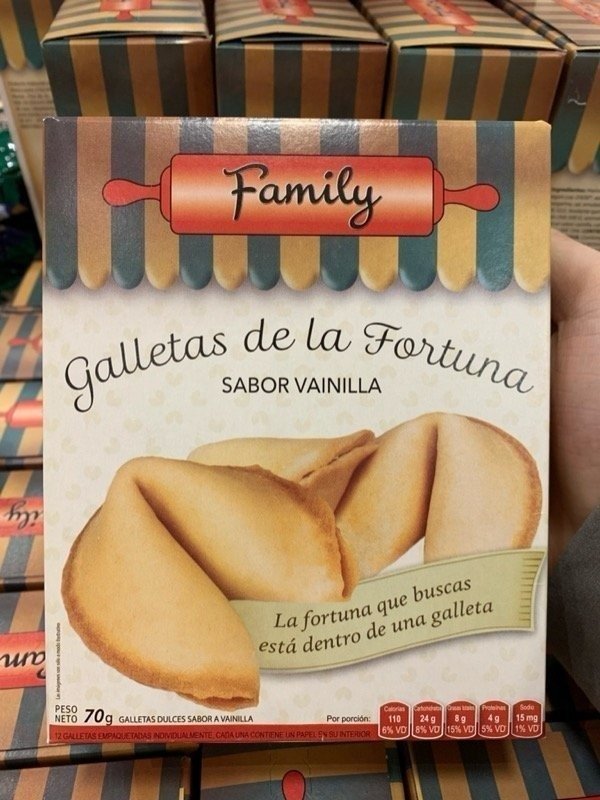 Family
Galletas de la Fortuna
SABOR VAINILLA
La fortuna que buscas
está dentro de una galleta
PESO NETO 70g GALLETAS DULCES SABOR A VAINILLA
Por porción:
Calorías 110 6% VD
Carbohidratos 24 g 8% VD
Grasas totales 8 g 15% VD
Proteínas 4 g 5% VD
Sodio 15 mg 1% VD
12 GALLETAS EMPAQUETADAS INDIVIDUALMENTE, CADA UNA CONTIENE UN PAPEL EN SU INTERIOR